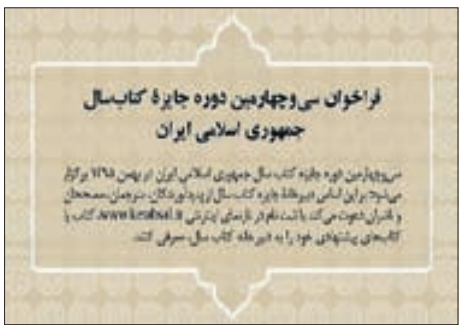 فراخوان سی‌وچهارمین دوره جایزهٔ کتاب‌سال
جمهوری اسلامی ایران
سی‌وچهارمین دوره جایزه کتاب سال جمهوری اسلامی ایران در بهمن ۱۳۹۵ برگزار
می‌شود؛ بر این اساس دبیرخانهٔ جایزه کتاب سال از پدیدآورندگان، مترجمان، مصححان
و ناشران دعوت می‌کند با ثبت نام در تارنمای اینترنتی www.ketabsal.ir، کتاب یا
کتاب‌های پیشنهادی خود را به دبیرخانه کتاب سال، معرفی کنند.